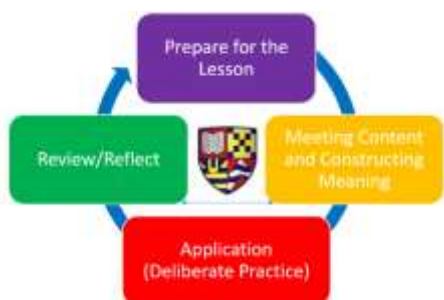 Prepare for the
Lesson
Meeting Content
and Constructing
Meaning
Application
(Deliberate Practice)
Review/Reflect